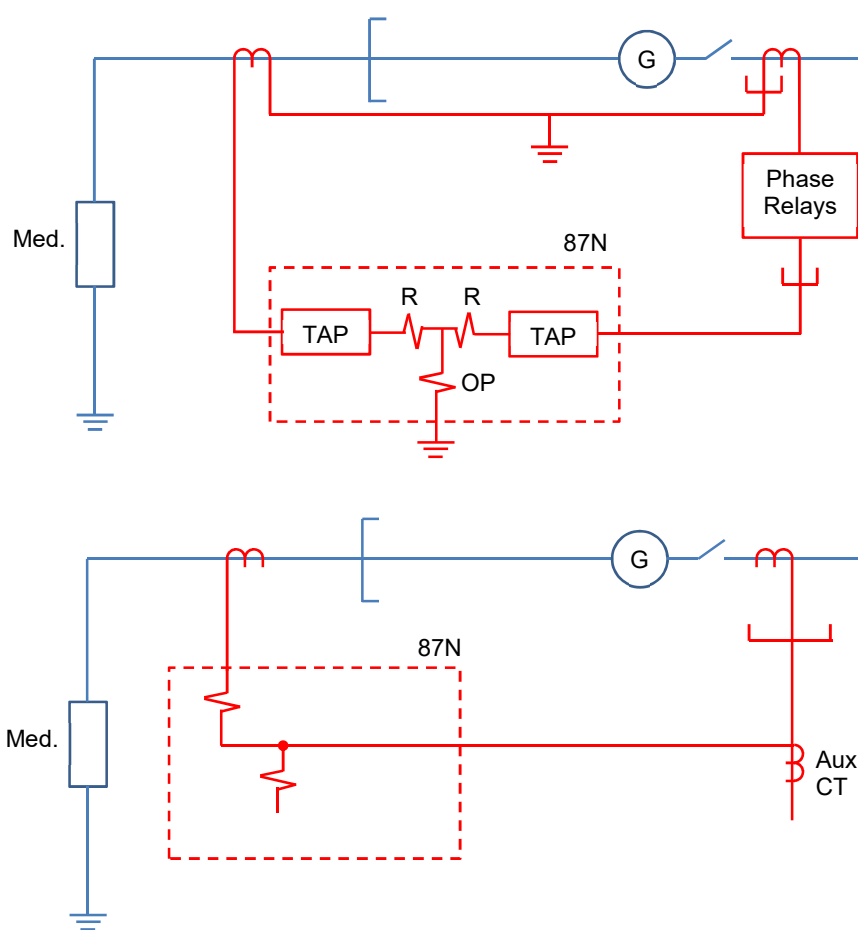 G
Phase
Relays
Med.
87N
R R
TAP TAP
OP
G
87N
Med.
Aux
CT